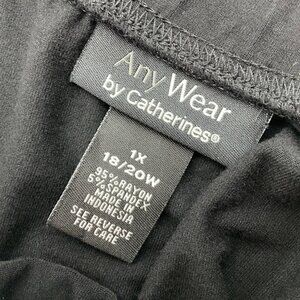 Any Wear
by Catherines®
1X
18/20W
95%RAYON
5%SPANDEX
MADE IN
INDONESIA
SEE REVERSE
FOR CARE